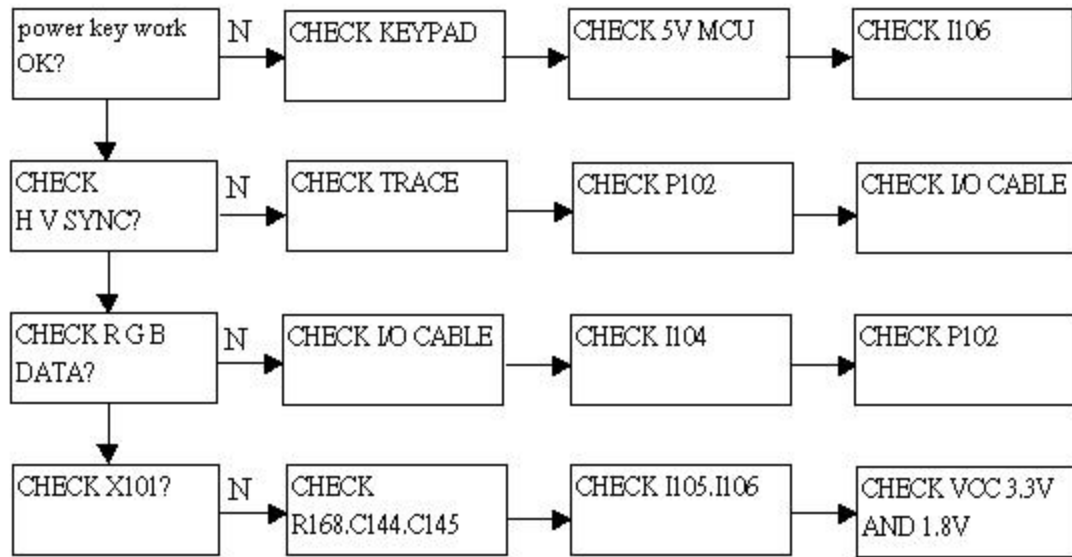 power key work
OK?
N
CHECK KEYPAD
CHECK 5V MCU
CHECK I106
CHECK
H V SYNC?
N
CHECK TRACE
CHECK P102
CHECK I/O CABLE
CHECK R G B
DATA?
N
CHECK I/O CABLE
CHECK I104
CHECK P102
CHECK X101?
N
CHECK
R168.C144.C145
CHECK I105.I106
CHECK VCC 3.3V
AND 1.8V